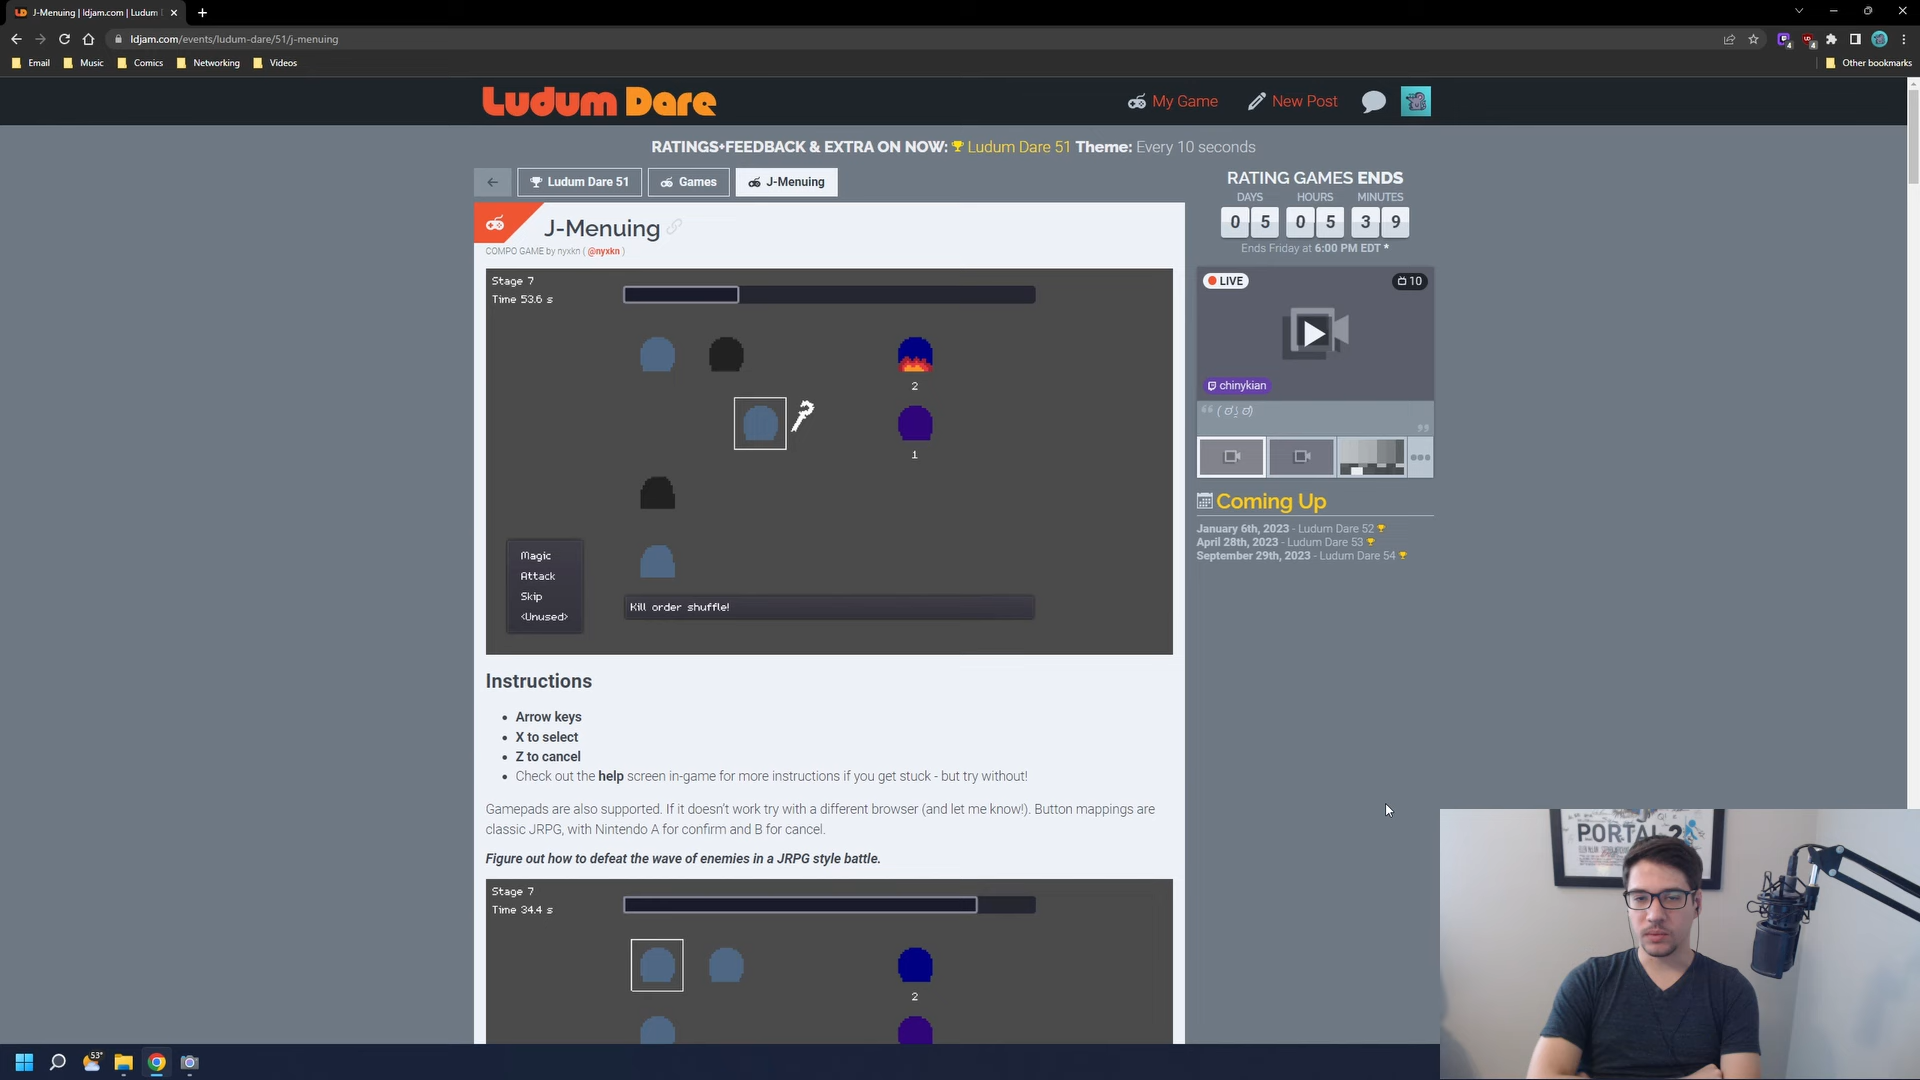 J-Menuing | ldjam.com | Ludum
ldjam.com/events/ludum-dare/51/j-menuing
Email Music Comics Networking Videos Other bookmarks
Ludum Dare My Game New Post
RATINGS+FEEDBACK & EXTRA ON NOW: Ludum Dare 51 Theme: Every 10 seconds
Ludum Dare 51 Games J-Menuing
RATING GAMES ENDS
DAYS HOURS MINUTES
0 5 0 5 3 9
Ends Friday at 6:00 PM EDT *
J-Menuing
COMPO GAME by nyxkn ( @nyxkn )
Stage 7
Time 53.6 s
2
1
Magic
Attack
Skip
<Unused>
Kill order shuffle!
LIVE 10
chinykian
Coming Up
January 6th, 2023 - Ludum Dare 52
April 28th, 2023 - Ludum Dare 53
September 29th, 2023 - Ludum Dare 54
Instructions
• Arrow keys
• X to select
• Z to cancel
• Check out the help screen in-game for more instructions if you get stuck - but try without!
Gamepads are also supported. If it doesn't work try with a different browser (and let me know!). Button mappings are
classic JRPG, with Nintendo A for confirm and B for cancel.
Figure out how to defeat the wave of enemies in a JRPG style battle.
Stage 7
Time 34.4 s
2
PORTAL 2
53°